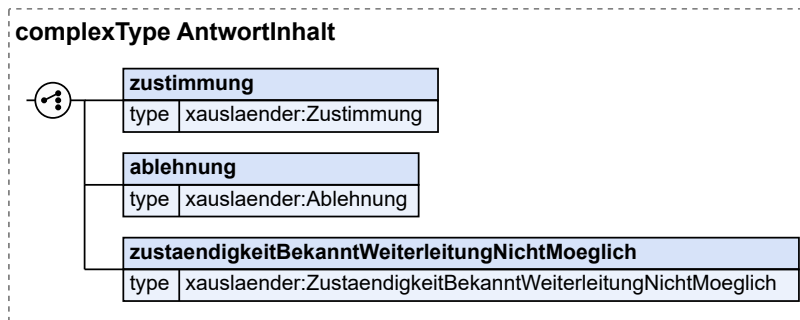 complexType AntwortInhalt
zustimmung
type xauslaender:Zustimmung
ablehnung
type xauslaender:Ablehnung
zustaendigkeitBekanntWeiterleitungNichtMoeglich
type xauslaender:ZustaendigkeitBekanntWeiterleitungNichtMoeglich